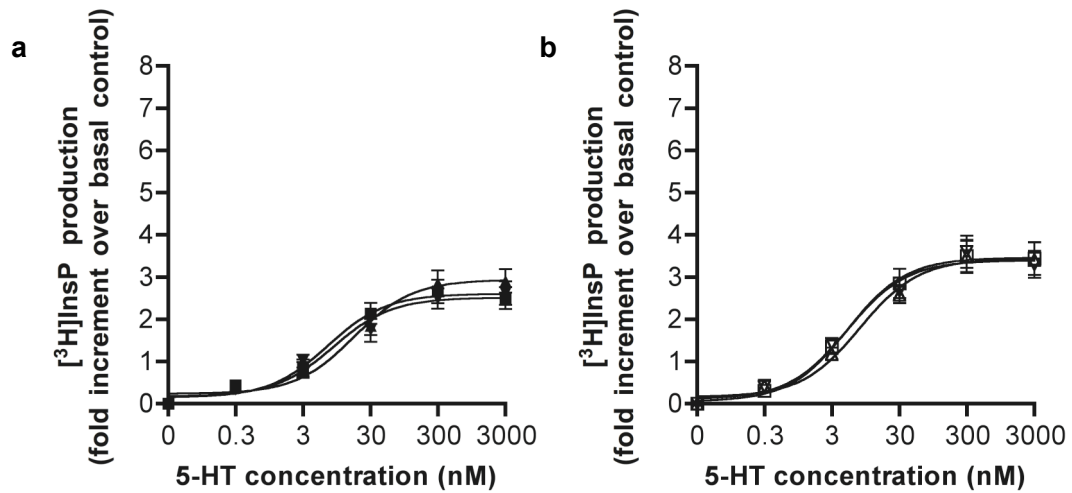 a
[³H]InsP production
(fold increment over basal control)
8
7
6
5
4
3
2
1
0
0 0.3 3 30 300 3000
5-HT concentration (nM)
b
[³H]InsP production
(fold increment over basal control)
8
7
6
5
4
3
2
1
0
0 0.3 3 30 300 3000
5-HT concentration (nM)